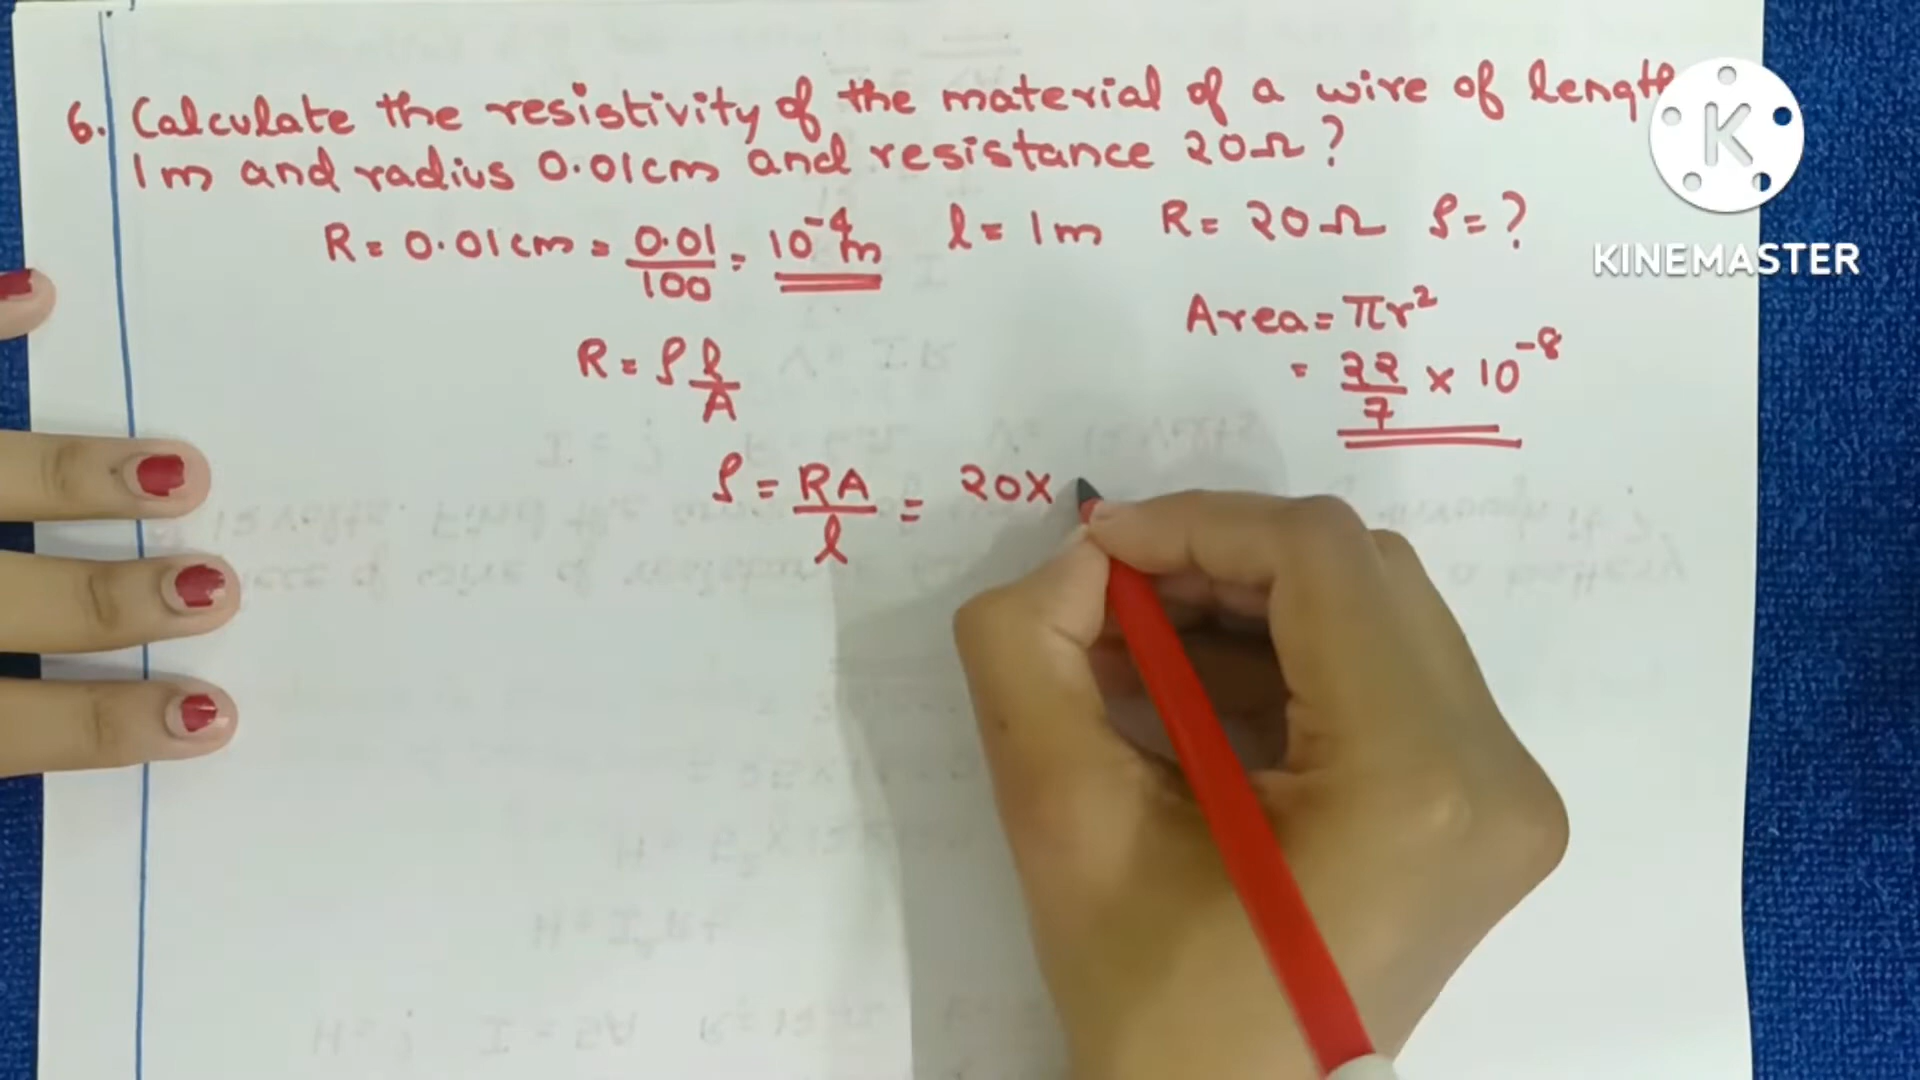 6. Calculate the resistivity of the material of a wire of length
1m and radius 0.01cm and resistance 20Ω?
R = 0.01cm = 0.01/100 = 10⁻⁴m l = 1m R = 20Ω ρ = ?
Area = πr²
= 22/7 × 10⁻⁸
R = ρ l/A
ρ = RA/l = 20×
K
KINEMASTER